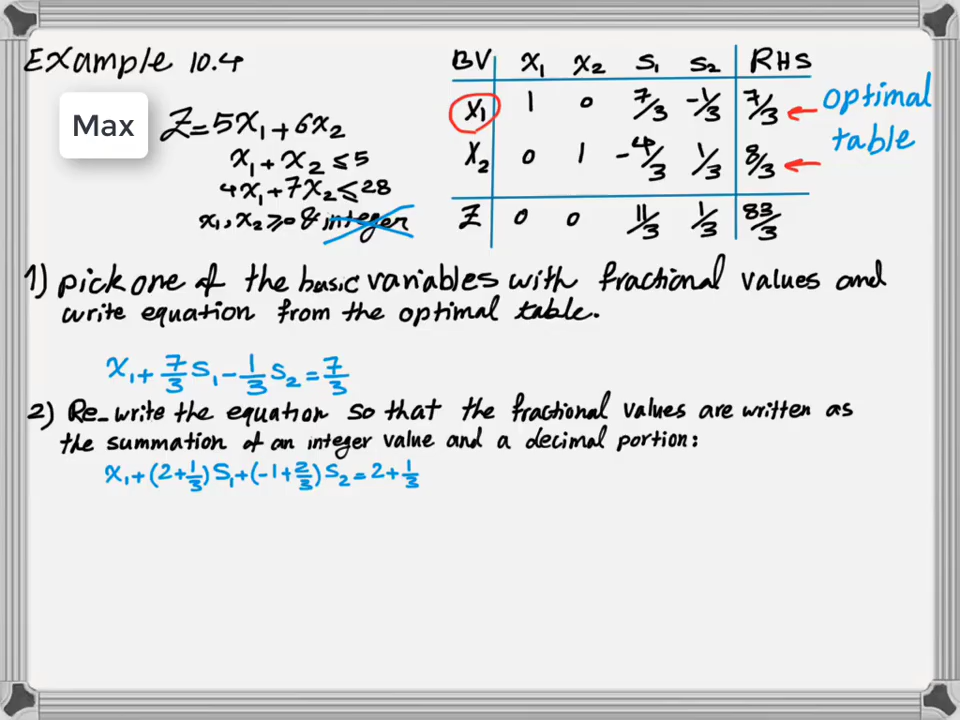 Example 10.4
Max Z=5x₁+6x₂
x₁+x₂≤5
4x₁+7x₂≤28
x₁,x₂≥0 & integer
BV x₁ x₂ s₁ s₂ RHS
x₁ 1 0 7/3 -1/3 7/3 ←
x₂ 0 1 -4/3 1/3 8/3 ←
Z 0 0 11/3 1/3 83/3
optimal
table
1) pick one of the basic variables with fractional values and
write equation from the optimal table.
x₁+7/3 s₁-1/3 s₂=7/3
2) Re-write the equation so that the fractional values are written as
the summation of an integer value and a decimal portion:
x₁+(2+1/3)s₁+(-1+2/3)s₂=2+1/3